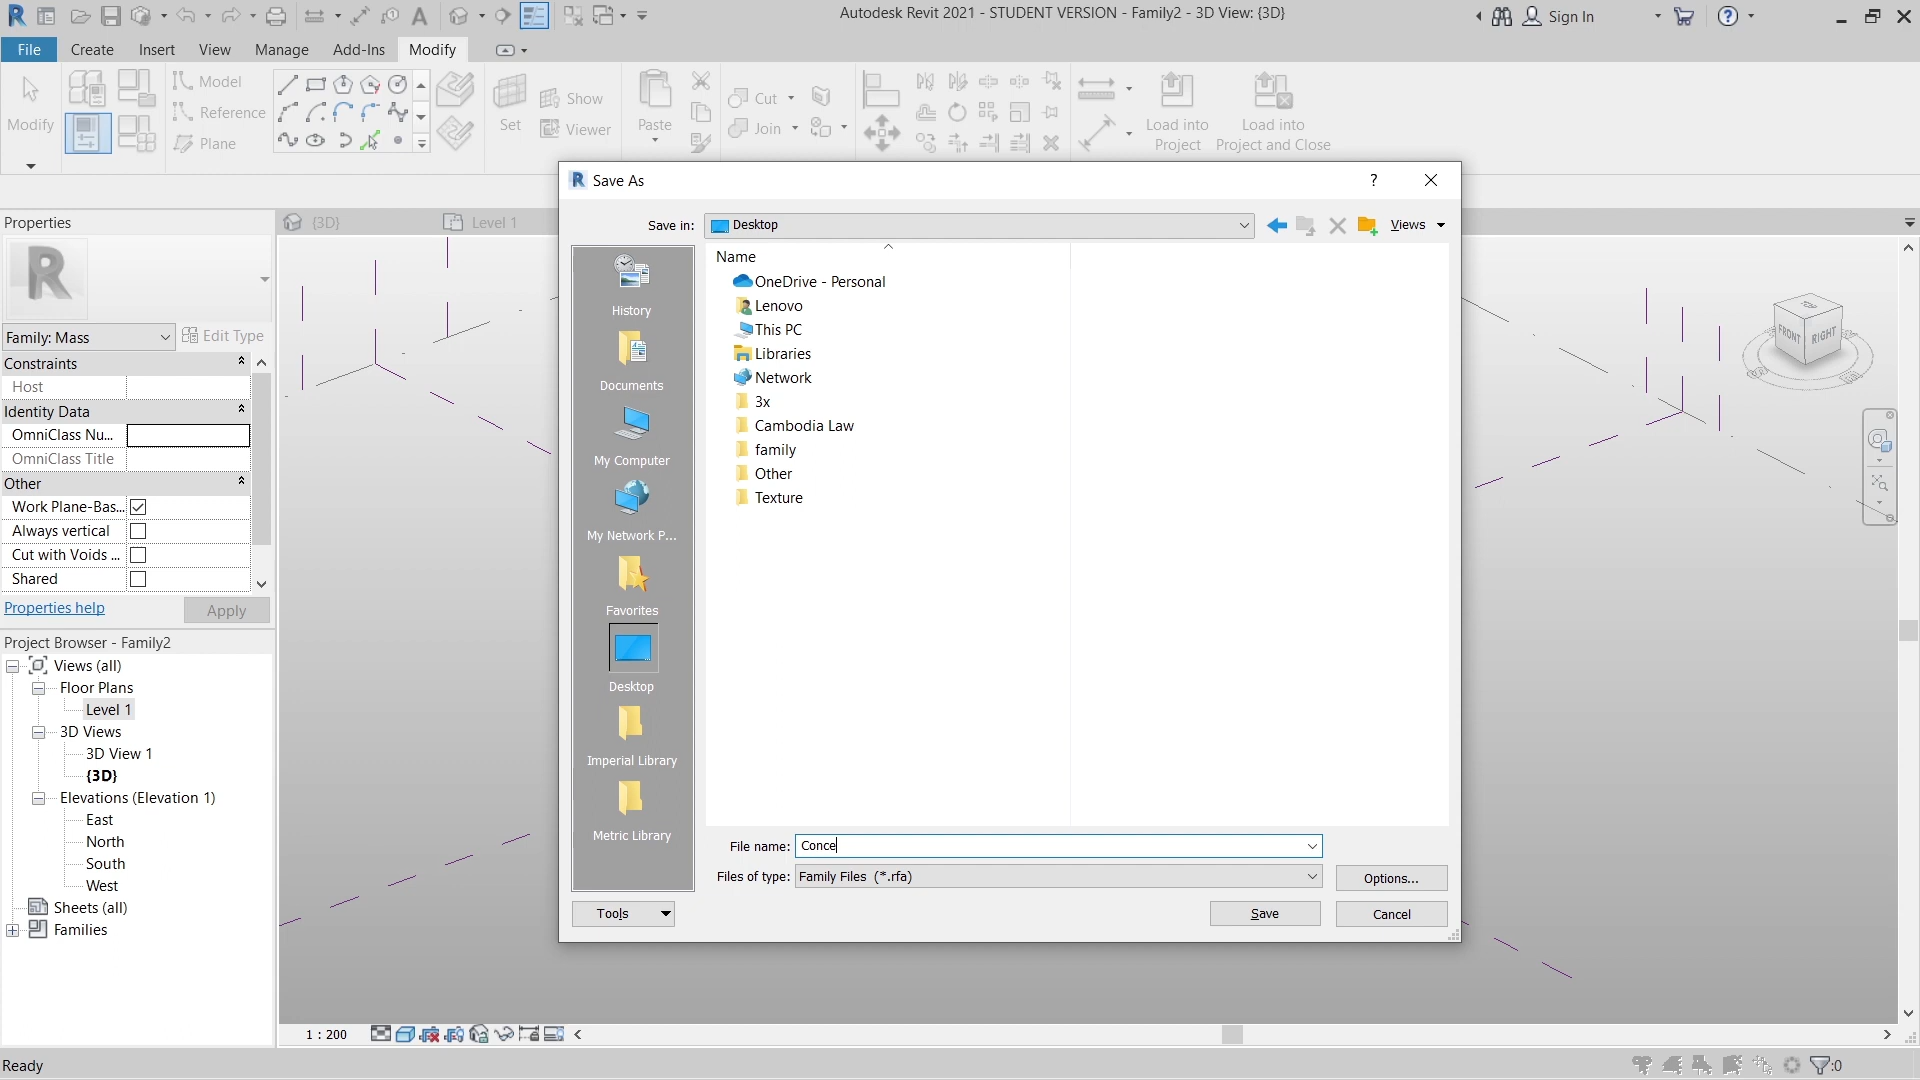 Autodesk Revit 2021 - STUDENT VERSION - Family2 - 3D View: {3D}
Sign In
File
Create
Insert
View
Manage
Add-Ins
Modify
Modify
Model
Reference
Plane
Set
Show
Viewer
Paste
Cut
Join
Load into
Project
Load into
Project and Close
Properties
Family: Mass
Edit Type
Constraints
Host
Identity Data
OmniClass Nu...
OmniClass Title
Other
Work Plane-Bas...
Always vertical
Cut with Voids ...
Shared
Properties help
Apply
Project Browser - Family2
Views (all)
Floor Plans
Level 1
3D Views
3D View 1
{3D}
Elevations (Elevation 1)
East
North
South
West
Sheets (all)
Families
{3D}
Level 1
Save As
Save in:
Desktop
Views
History
Documents
My Computer
My Network P...
Favorites
Desktop
Imperial Library
Metric Library
Name
OneDrive - Personal
Lenovo
This PC
Libraries
Network
3x
Cambodia Law
family
Other
Texture
File name:
Conce
Files of type:
Family Files (*.rfa)
Options...
Tools
Save
Cancel
TOP
FRONT
RIGHT
1 : 200
Ready
:0